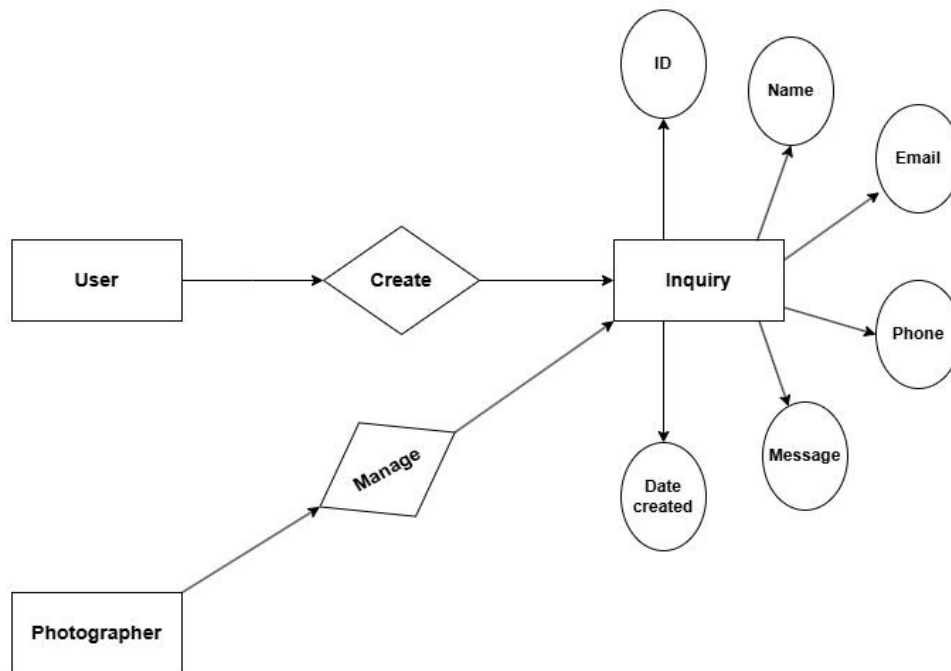 ID
Name
Email
User
Create
Inquiry
Phone
Manage
Message
Date
created
Photographer